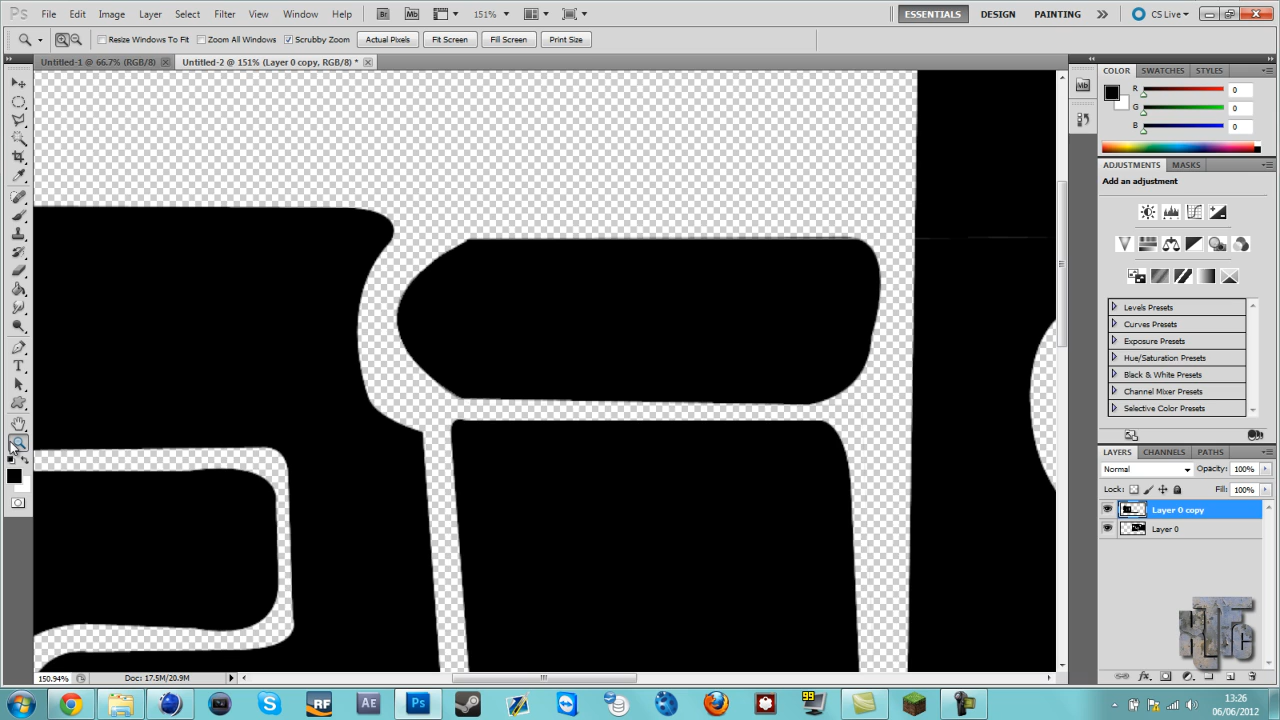 Ps File Edit Image Layer Select Filter View Window Help Br Mb 151% ESSENTIALS DESIGN PAINTING CS Live
Resize Windows To Fit Zoom All Windows Scrubby Zoom Actual Pixels Fit Screen Fill Screen Print Size
Untitled-1 @ 66.7% (RGB/8) Untitled-2 @ 151% (Layer 0 copy, RGB/8) *
COLOR SWATCHES STYLES
Mb
R 0
G 0
B 0
ADJUSTMENTS MASKS
Add an adjustment
Levels Presets
Curves Presets
Exposure Presets
Hue/Saturation Presets
Black & White Presets
Channel Mixer Presets
Selective Color Presets
LAYERS CHANNELS PATHS
Normal Opacity: 100%
Lock: Fill: 100%
Layer 0 copy
Layer 0
150.94% Doc: 17.5M/20.9M
RF Ae Ps 99 13:26
06/06/2012